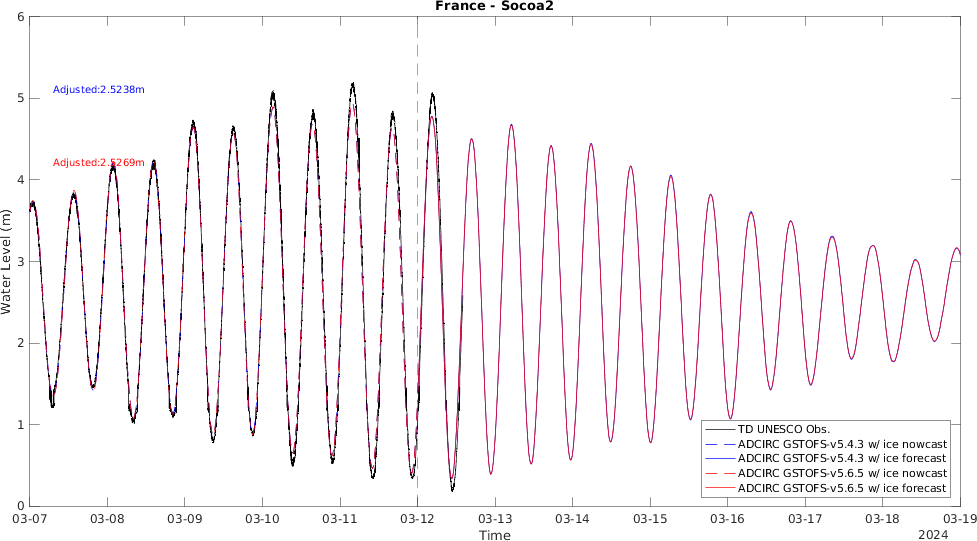 France - Socoa2
6
5
4
3
2
1
0
Water Level (m)
Adjusted:2.5238m
Adjusted:2.5269m
TD UNESCO Obs.
ADCIRC GSTOFS-v5.4.3 w/ ice nowcast
ADCIRC GSTOFS-v5.4.3 w/ ice forecast
ADCIRC GSTOFS-v5.6.5 w/ ice nowcast
ADCIRC GSTOFS-v5.6.5 w/ ice forecast
03-07 03-08 03-09 03-10 03-11 03-12 03-13 03-14 03-15 03-16 03-17 03-18 03-19
Time
2024